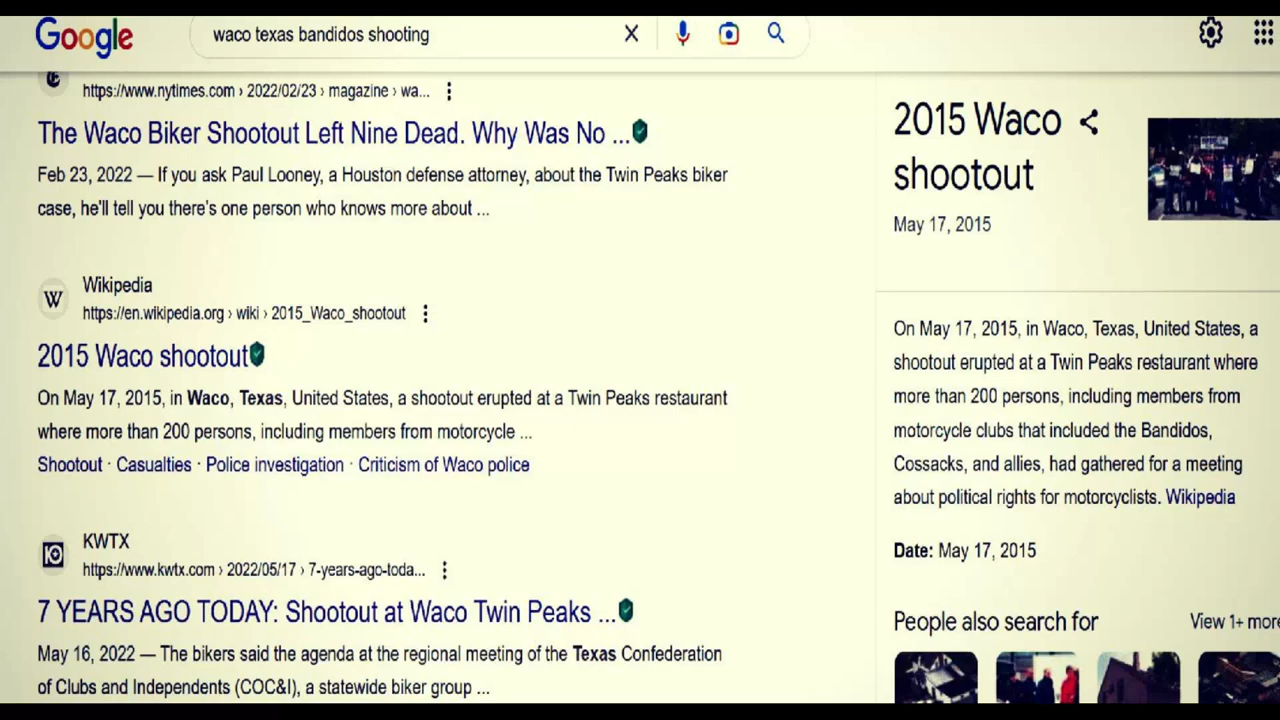 Google
waco texas bandidos shooting
https://www.nytimes.com › 2022/02/23 › magazine › wa...
The Waco Biker Shootout Left Nine Dead. Why Was No ...
Feb 23, 2022 — If you ask Paul Looney, a Houston defense attorney, about the Twin Peaks biker
case, he'll tell you there's one person who knows more about ...
W
Wikipedia
https://en.wikipedia.org › wiki › 2015_Waco_shootout
2015 Waco shootout
On May 17, 2015, in Waco, Texas, United States, a shootout erupted at a Twin Peaks restaurant
where more than 200 persons, including members from motorcycle ...
Shootout · Casualties · Police investigation · Criticism of Waco police
KWTX
https://www.kwtx.com › 2022/05/17 › 7-years-ago-toda...
7 YEARS AGO TODAY: Shootout at Waco Twin Peaks ...
May 16, 2022 — The bikers said the agenda at the regional meeting of the Texas Confederation
of Clubs and Independents (COC&I), a statewide biker group ...
2015 Waco
shootout
May 17, 2015
On May 17, 2015, in Waco, Texas, United States, a
shootout erupted at a Twin Peaks restaurant where
more than 200 persons, including members from
motorcycle clubs that included the Bandidos,
Cossacks, and allies, had gathered for a meeting
about political rights for motorcyclists. Wikipedia
Date: May 17, 2015
People also search for
View 1+ more